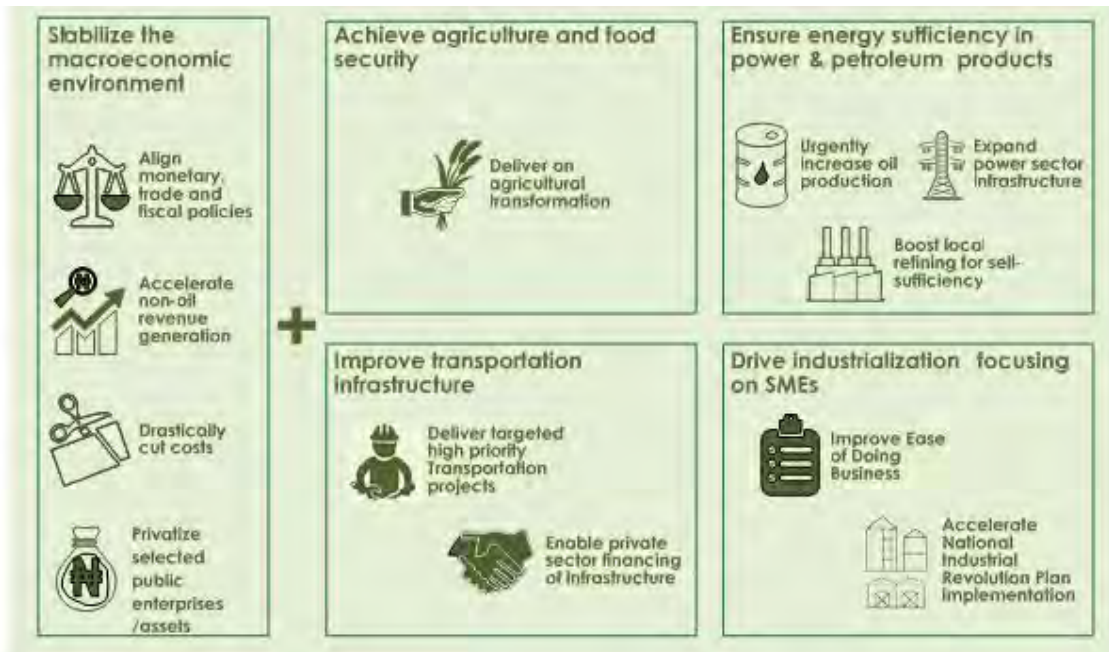 Stabilize the
macroeconomic
environment
Align
monetary,
trade and
fiscal policies
Accelerate
non-oil
revenue
generation
Drastically
cut costs
Privatize
selected
public
enterprises
/assets
+
Achieve agriculture and food
security
Deliver on
agricultural
transformation
Ensure energy sufficiency in
power & petroleum products
Urgently
increase oil
production
Expand
power sector
infrastructure
Boost local
refining for self-
sufficiency
Improve transportation
infrastructure
Deliver targeted
high priority
Transportation
projects
Enable private
sector financing
of infrastructure
Drive industrialization focusing
on SMEs
Improve Ease
of Doing
Business
Accelerate
National
Industrial
Revolution Plan
implementation